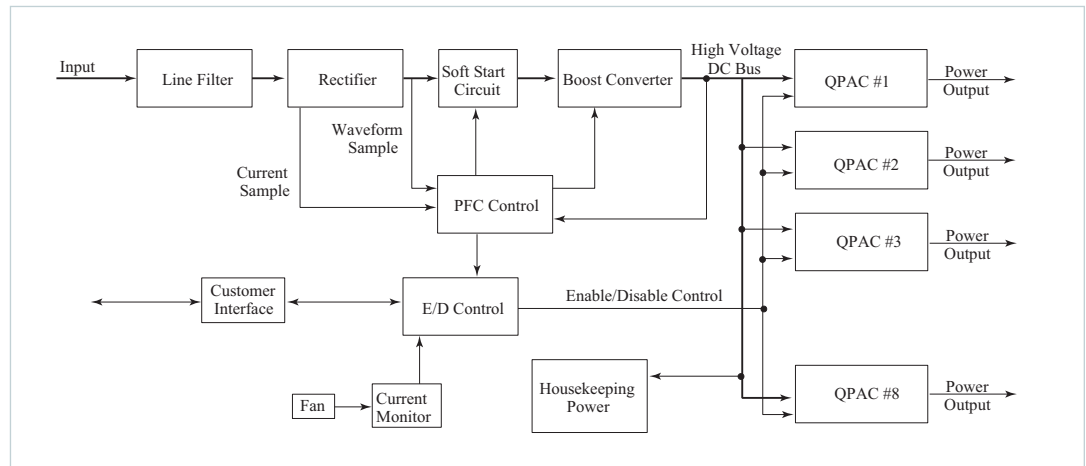 Input
Line Filter
Rectifier
Soft Start
Circuit
Boost Converter
High Voltage
DC Bus
QPAC #1
Power
Output
Waveform
Sample
Current
Sample
PFC Control
QPAC #2
Power
Output
QPAC #3
Power
Output
Customer
Interface
E/D Control
Enable/Disable Control
Fan
Current
Monitor
Housekeeping
Power
QPAC #8
Power
Output